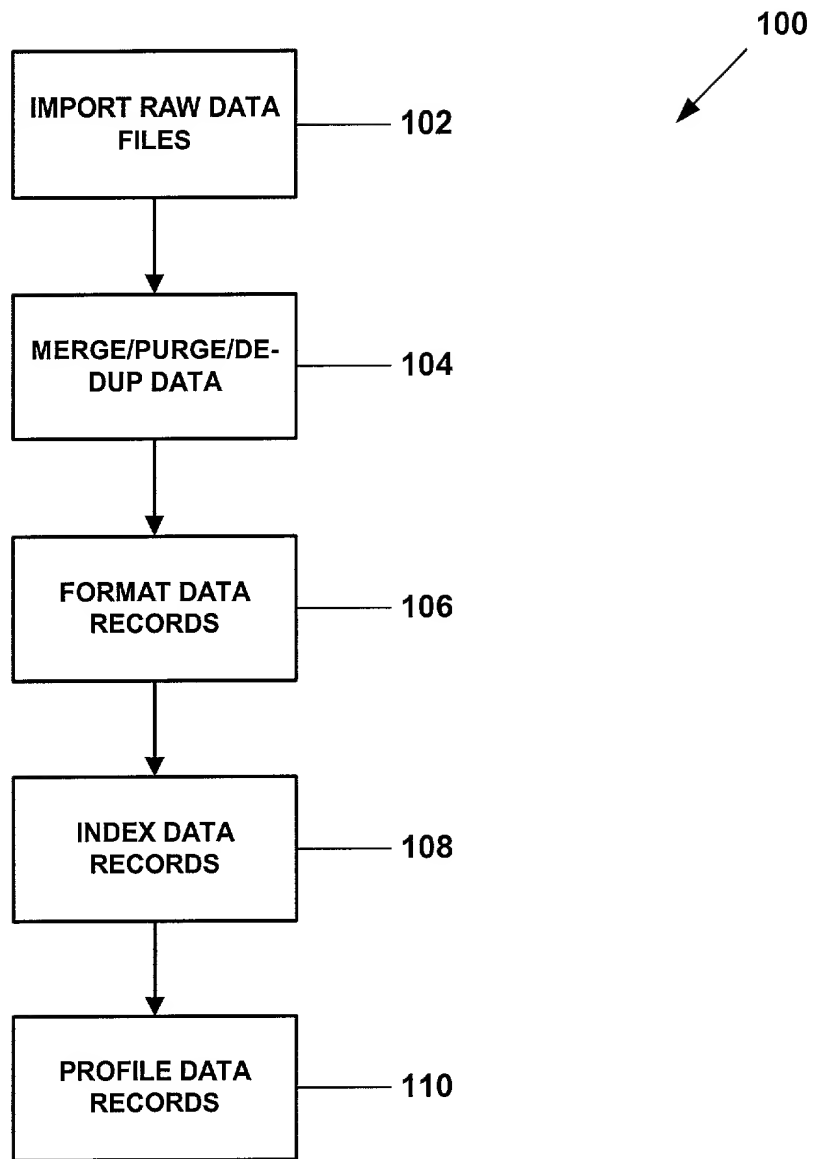 100
IMPORT RAW DATA
FILES
102
MERGE/PURGE/DE-
DUP DATA
104
FORMAT DATA
RECORDS
106
INDEX DATA
RECORDS
108
PROFILE DATA
RECORDS
110